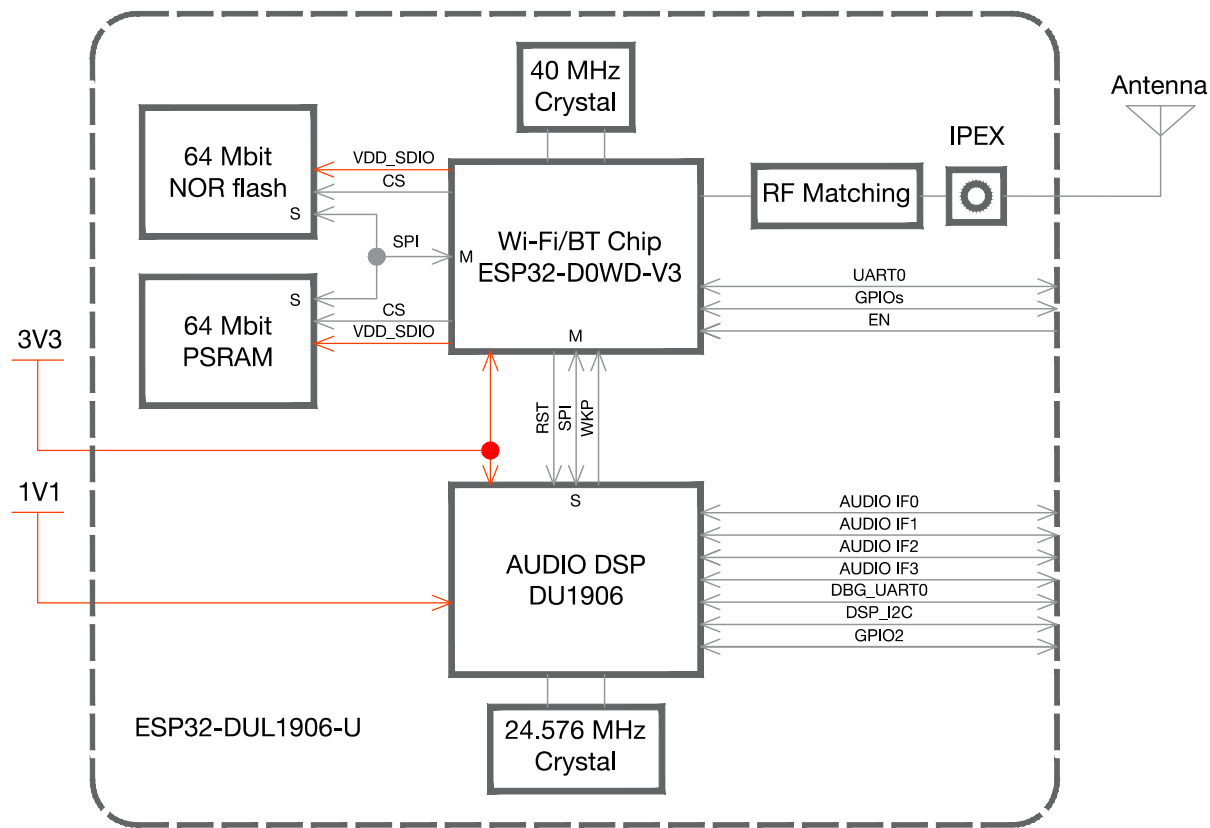 40 MHz
Crystal
Antenna
IPEX
64 Mbit
NOR flash
S
VDD_SDIO
CS
SPI
M
Wi-Fi/BT Chip
ESP32-D0WD-V3
M
RF Matching
UART0
GPIOs
EN
S
64 Mbit
PSRAM
CS
VDD_SDIO
3V3
RST
SPI
WKP
1V1
S
AUDIO DSP
DU1906
AUDIO IF0
AUDIO IF1
AUDIO IF2
AUDIO IF3
DBG_UART0
DSP_I2C
GPIO2
ESP32-DUL1906-U
24.576 MHz
Crystal